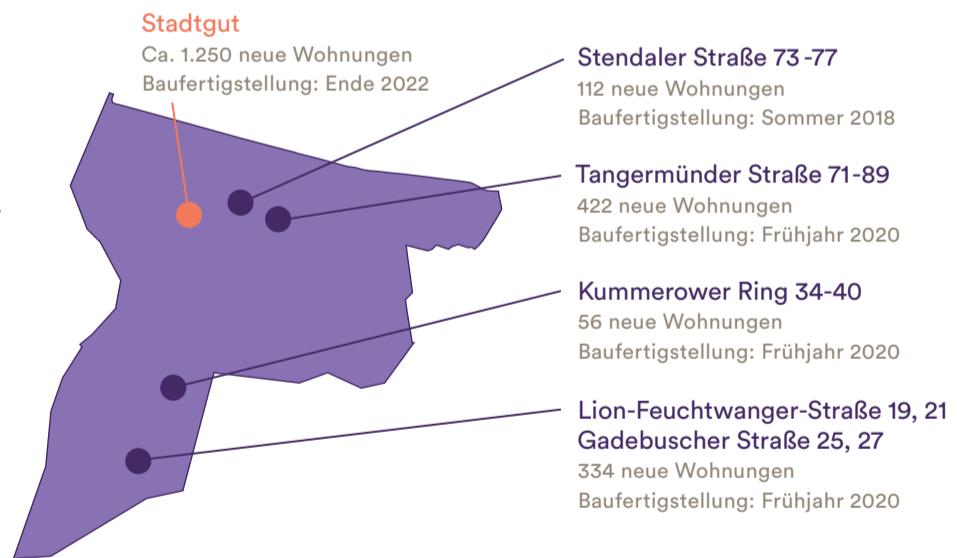 Stadtgut
Ca. 1.250 neue Wohnungen
Baufertigstellung: Ende 2022
Stendaler Straße 73-77
112 neue Wohnungen
Baufertigstellung: Sommer 2018
Tangermünder Straße 71-89
422 neue Wohnungen
Baufertigstellung: Frühjahr 2020
Kummerower Ring 34-40
56 neue Wohnungen
Baufertigstellung: Frühjahr 2020
Lion-Feuchtwanger-Straße 19, 21
Gadebuscher Straße 25, 27
334 neue Wohnungen
Baufertigstellung: Frühjahr 2020